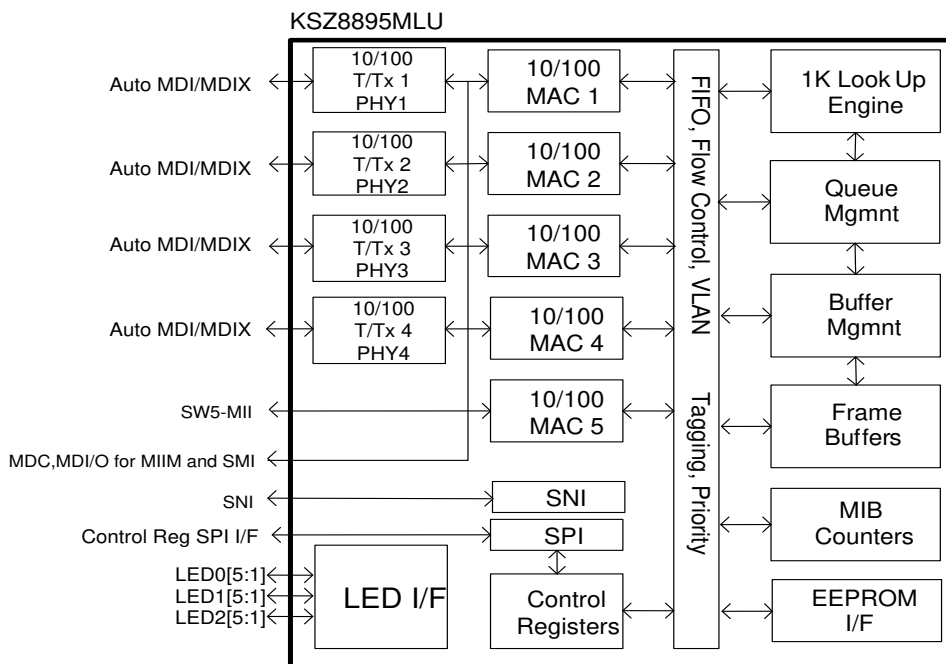 KSZ8895MLU
Auto MDI/MDIX
10/100
T/Tx 1
PHY1
10/100
MAC 1
1K Look Up
Engine
Auto MDI/MDIX
10/100
T/Tx 2
PHY2
10/100
MAC 2
Queue
Mgmnt
Auto MDI/MDIX
10/100
T/Tx 3
PHY3
10/100
MAC 3
Auto MDI/MDIX
10/100
T/Tx 4
PHY4
10/100
MAC 4
Buffer
Mgmnt
SW5-MII
10/100
MAC 5
Frame
Buffers
FIFO, Flow Control, VLAN Tagging, Priority
MDC,MDI/O for MIIM and SMI
SNI
SNI
MIB
Counters
Control Reg SPI I/F
SPI
LED0[5:1]
LED1[5:1]
LED2[5:1]
LED I/F
Control
Registers
EEPROM
I/F